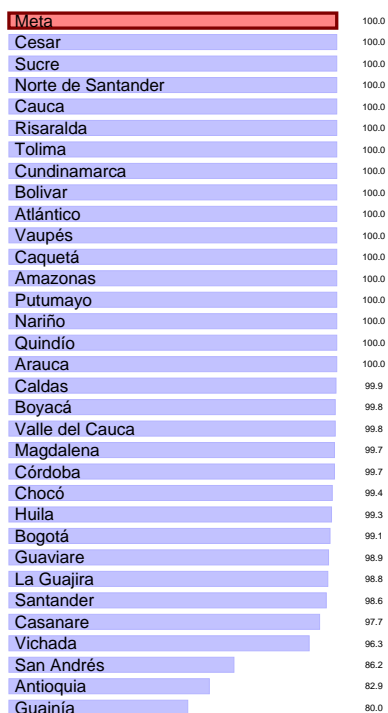 Meta 100.0
Cesar 100.0
Sucre 100.0
Norte de Santander 100.0
Cauca 100.0
Risaralda 100.0
Tolima 100.0
Cundinamarca 100.0
Bolivar 100.0
Atlántico 100.0
Vaupés 100.0
Caquetá 100.0
Amazonas 100.0
Putumayo 100.0
Nariño 100.0
Quindío 100.0
Arauca 100.0
Caldas 99.9
Boyacá 99.8
Valle del Cauca 99.8
Magdalena 99.7
Córdoba 99.7
Chocó 99.4
Huila 99.3
Bogotá 99.1
Guaviare 98.9
La Guajira 98.8
Santander 98.6
Casanare 97.7
Vichada 96.3
San Andrés 86.2
Antioquia 82.9
Guainía 80.0